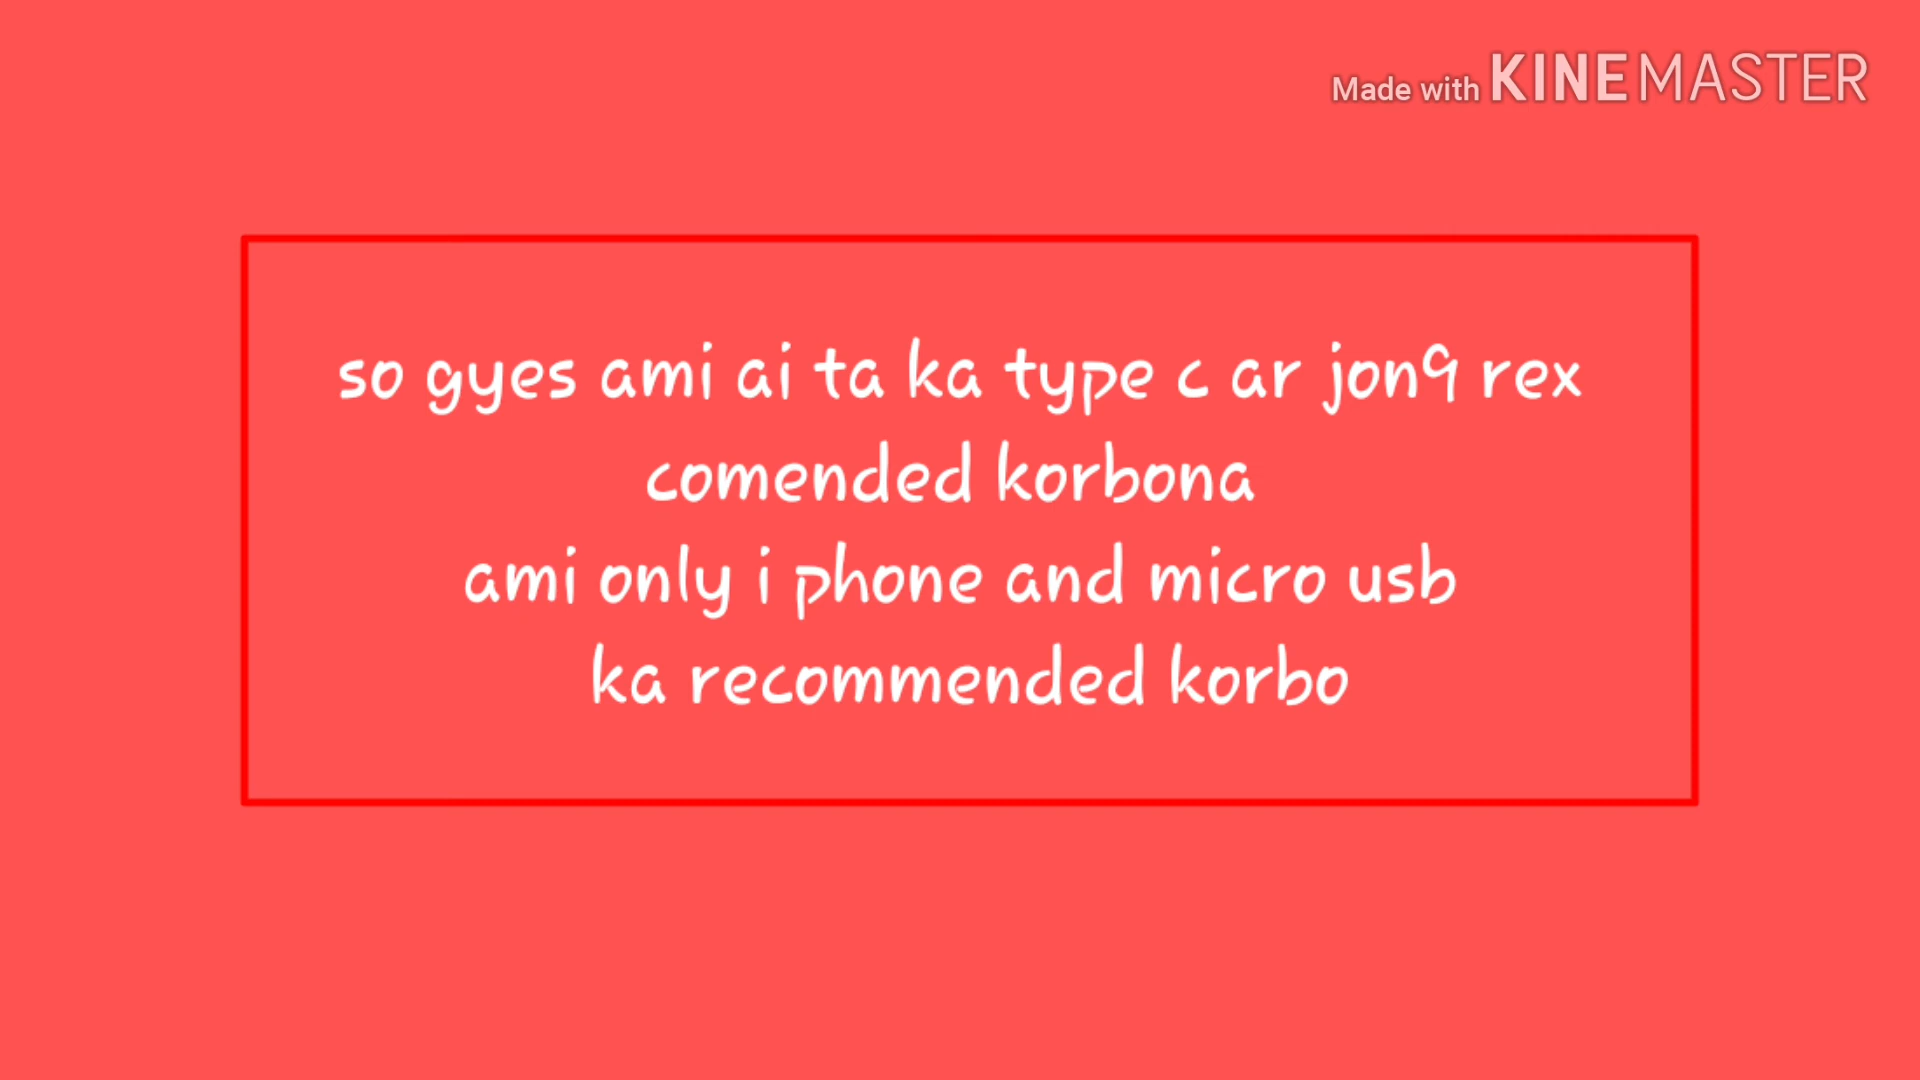 Made with KINEMASTER
so gyes ami ai ta ka type c ar jon9 rex
comended korbona
ami only i phone and micro usb
ka recommended korbo